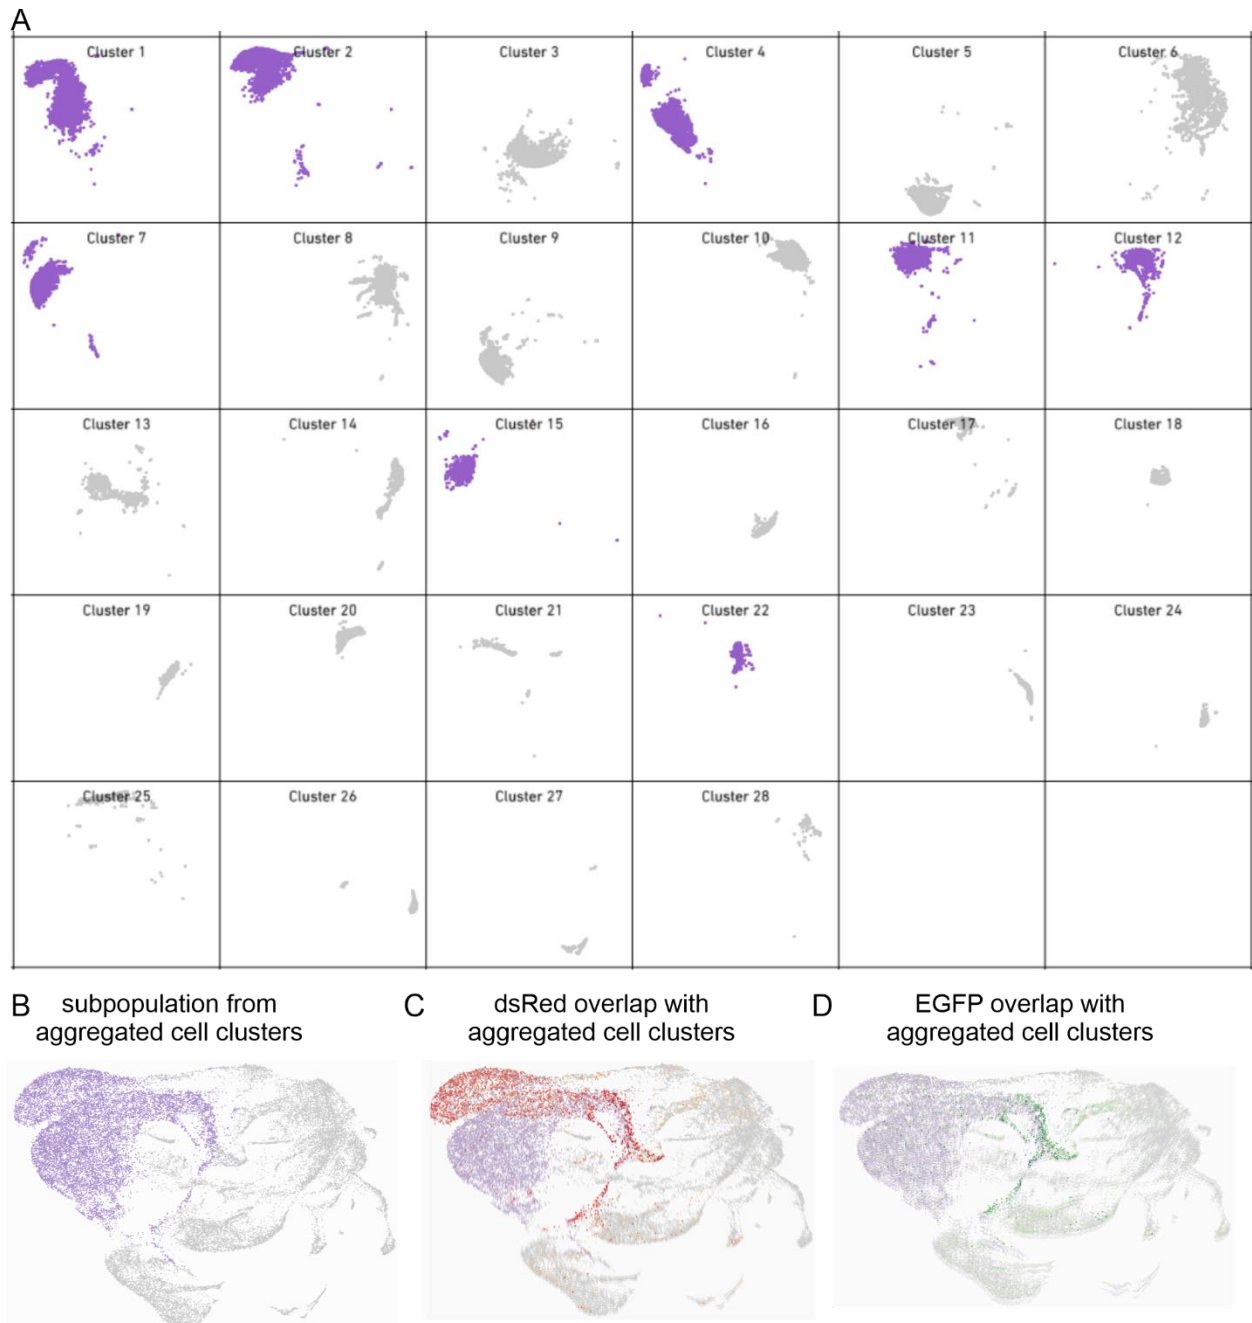 A
Cluster 1
Cluster 2
Cluster 3
Cluster 4
Cluster 5
Cluster 6
Cluster 7
Cluster 8
Cluster 9
Cluster 10
Cluster 11
Cluster 12
Cluster 13
Cluster 14
Cluster 15
Cluster 16
Cluster 17
Cluster 18
Cluster 19
Cluster 20
Cluster 21
Cluster 22
Cluster 23
Cluster 24
Cluster 25
Cluster 26
Cluster 27
Cluster 28
B subpopulation from
aggregated cell clusters
C dsRed overlap with
aggregated cell clusters
D EGFP overlap with
aggregated cell clusters